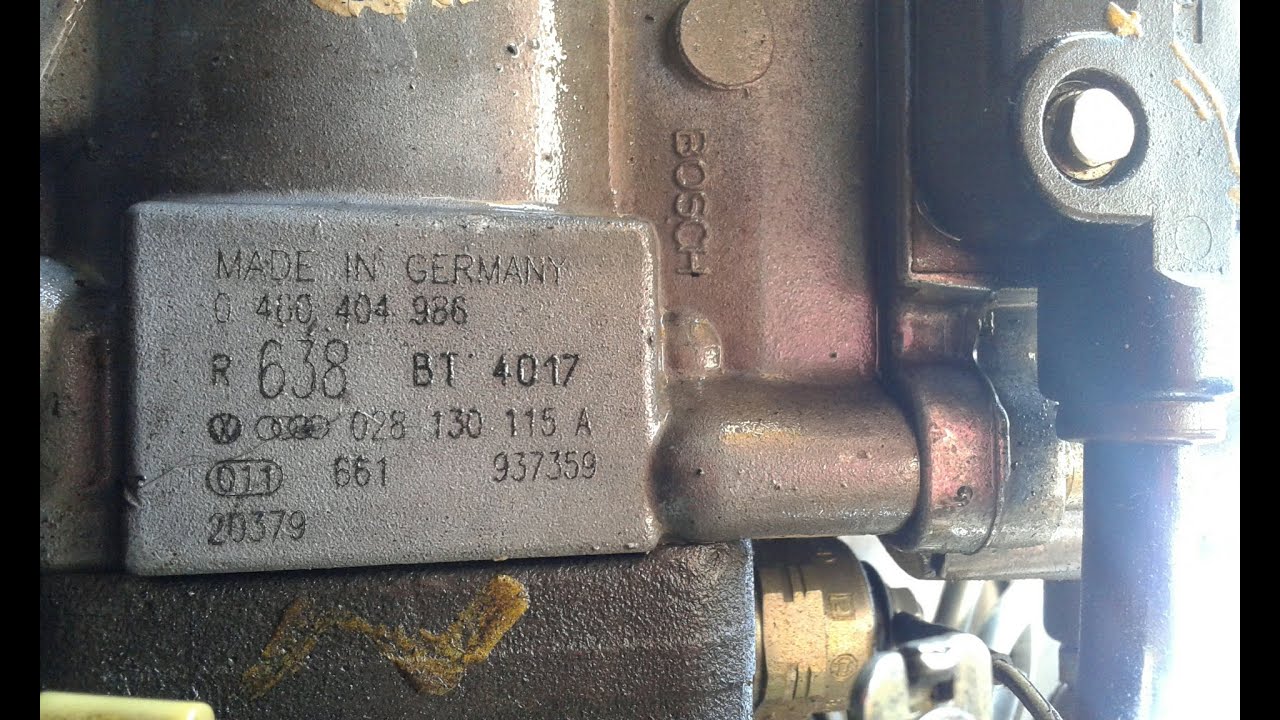 BOSCH
MADE IN GERMANY
0 460 404 986
R 638 BT 4017
028 130 115 A
011 661 937359
20379